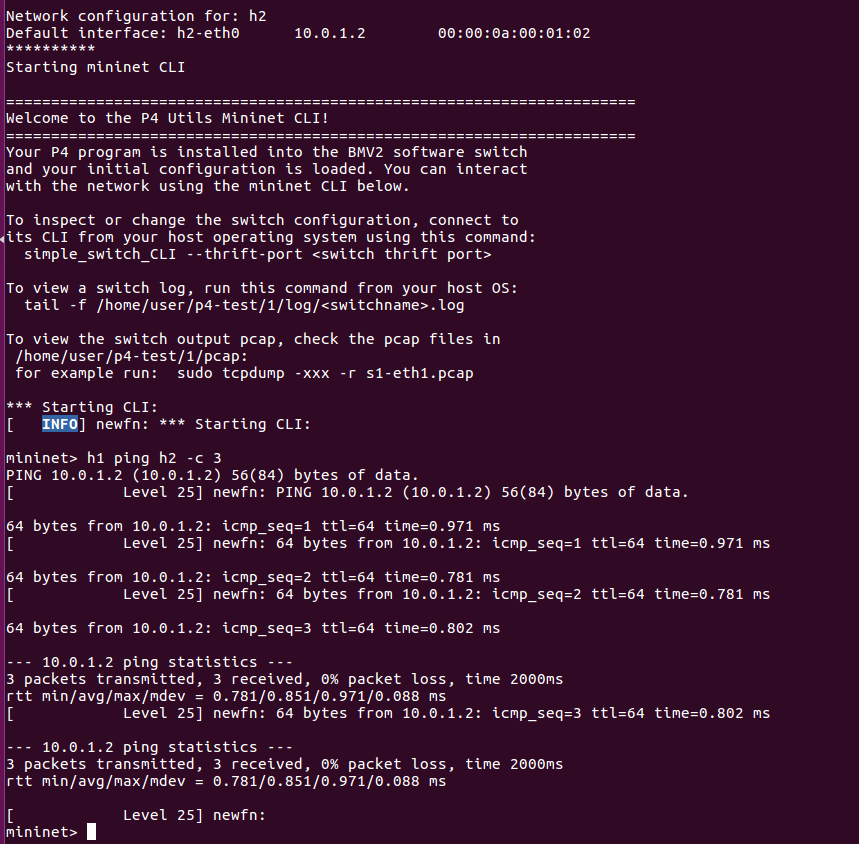 Network configuration for: h2
Default interface: h2-eth0      10.0.1.2        00:00:0a:00:01:02
**********
Starting mininet CLI
======================================================================
Welcome to the P4 Utils Mininet CLI!
======================================================================
Your P4 program is installed into the BMV2 software switch
and your initial configuration is loaded. You can interact
with the network using the mininet CLI below.
To inspect or change the switch configuration, connect to
its CLI from your host operating system using this command:
  simple_switch_CLI --thrift-port <switch thrift port>
To view a switch log, run this command from your host OS:
  tail -f /home/user/p4-test/1/log/<switchname>.log
To view the switch output pcap, check the pcap files in
 /home/user/p4-test/1/pcap:
 for example run:  sudo tcpdump -xxx -r s1-eth1.pcap
*** Starting CLI:
[   INFO] newfn: *** Starting CLI:
mininet> h1 ping h2 -c 3
PING 10.0.1.2 (10.0.1.2) 56(84) bytes of data.
[            Level 25] newfn: PING 10.0.1.2 (10.0.1.2) 56(84) bytes of data.
64 bytes from 10.0.1.2: icmp_seq=1 ttl=64 time=0.971 ms
[            Level 25] newfn: 64 bytes from 10.0.1.2: icmp_seq=1 ttl=64 time=0.971 ms
64 bytes from 10.0.1.2: icmp_seq=2 ttl=64 time=0.781 ms
[            Level 25] newfn: 64 bytes from 10.0.1.2: icmp_seq=2 ttl=64 time=0.781 ms
64 bytes from 10.0.1.2: icmp_seq=3 ttl=64 time=0.802 ms
--- 10.0.1.2 ping statistics ---
3 packets transmitted, 3 received, 0% packet loss, time 2000ms
rtt min/avg/max/mdev = 0.781/0.851/0.971/0.088 ms
[            Level 25] newfn: 64 bytes from 10.0.1.2: icmp_seq=3 ttl=64 time=0.802 ms
--- 10.0.1.2 ping statistics ---
3 packets transmitted, 3 received, 0% packet loss, time 2000ms
rtt min/avg/max/mdev = 0.781/0.851/0.971/0.088 ms
[            Level 25] newfn:
mininet>